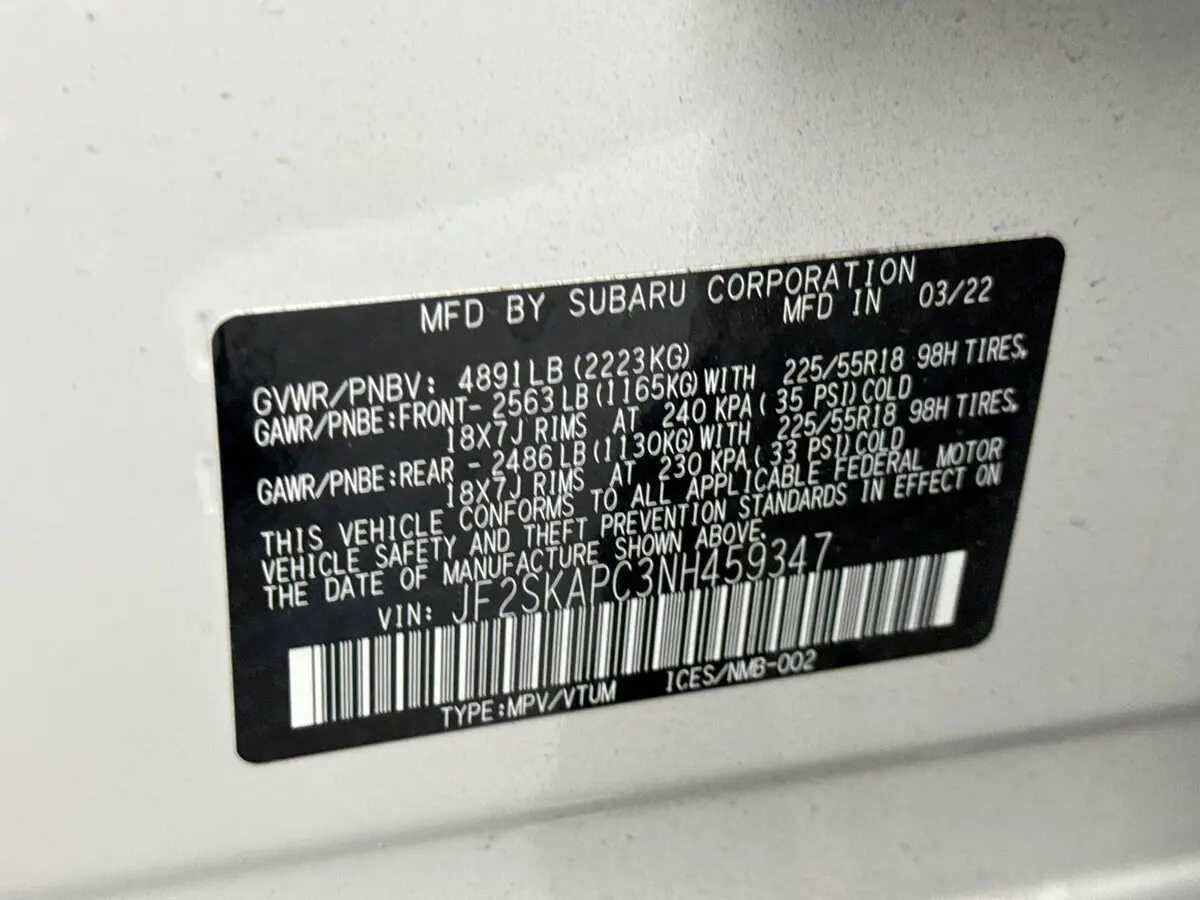 MFD BY SUBARU CORPORATION
MFD IN 03/22
GVWR/PNBV: 4891LB (2223KG)
GAWR/PNBE:FRONT- 2563LB(1165KG)WITH 225/55R18 98H TIRES,
18X7J RIMS AT 240 KPA( 35 PSI)COLD
GAWR/PNBE:REAR - 2486LB(1130KG)WITH 225/55R18 98H TIRES,
18X7J RIMS AT 230 KPA( 33 PSI)COLD
THIS VEHICLE CONFORMS TO ALL APPLICABLE FEDERAL MOTOR
VEHICLE SAFETY AND THEFT PREVENTION STANDARDS IN EFFECT ON
THE DATE OF MANUFACTURE SHOWN ABOVE.
VIN: JF2SKAPC3NH459347
TYPE:MPV/VTUM ICES/NMB-002